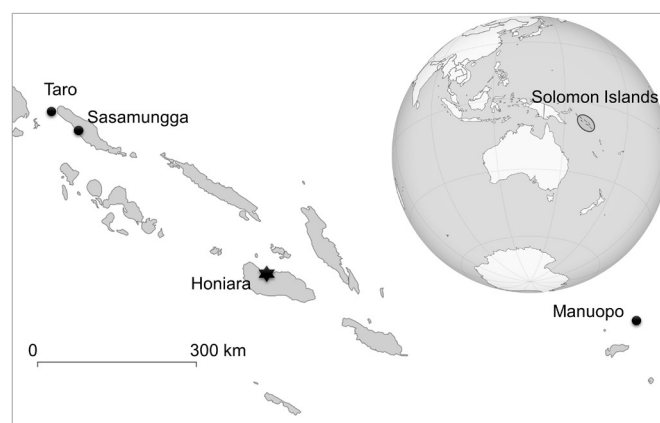 Taro
Sasamungga
Solomon Islands
Honiara
Manuopo
0 300 km